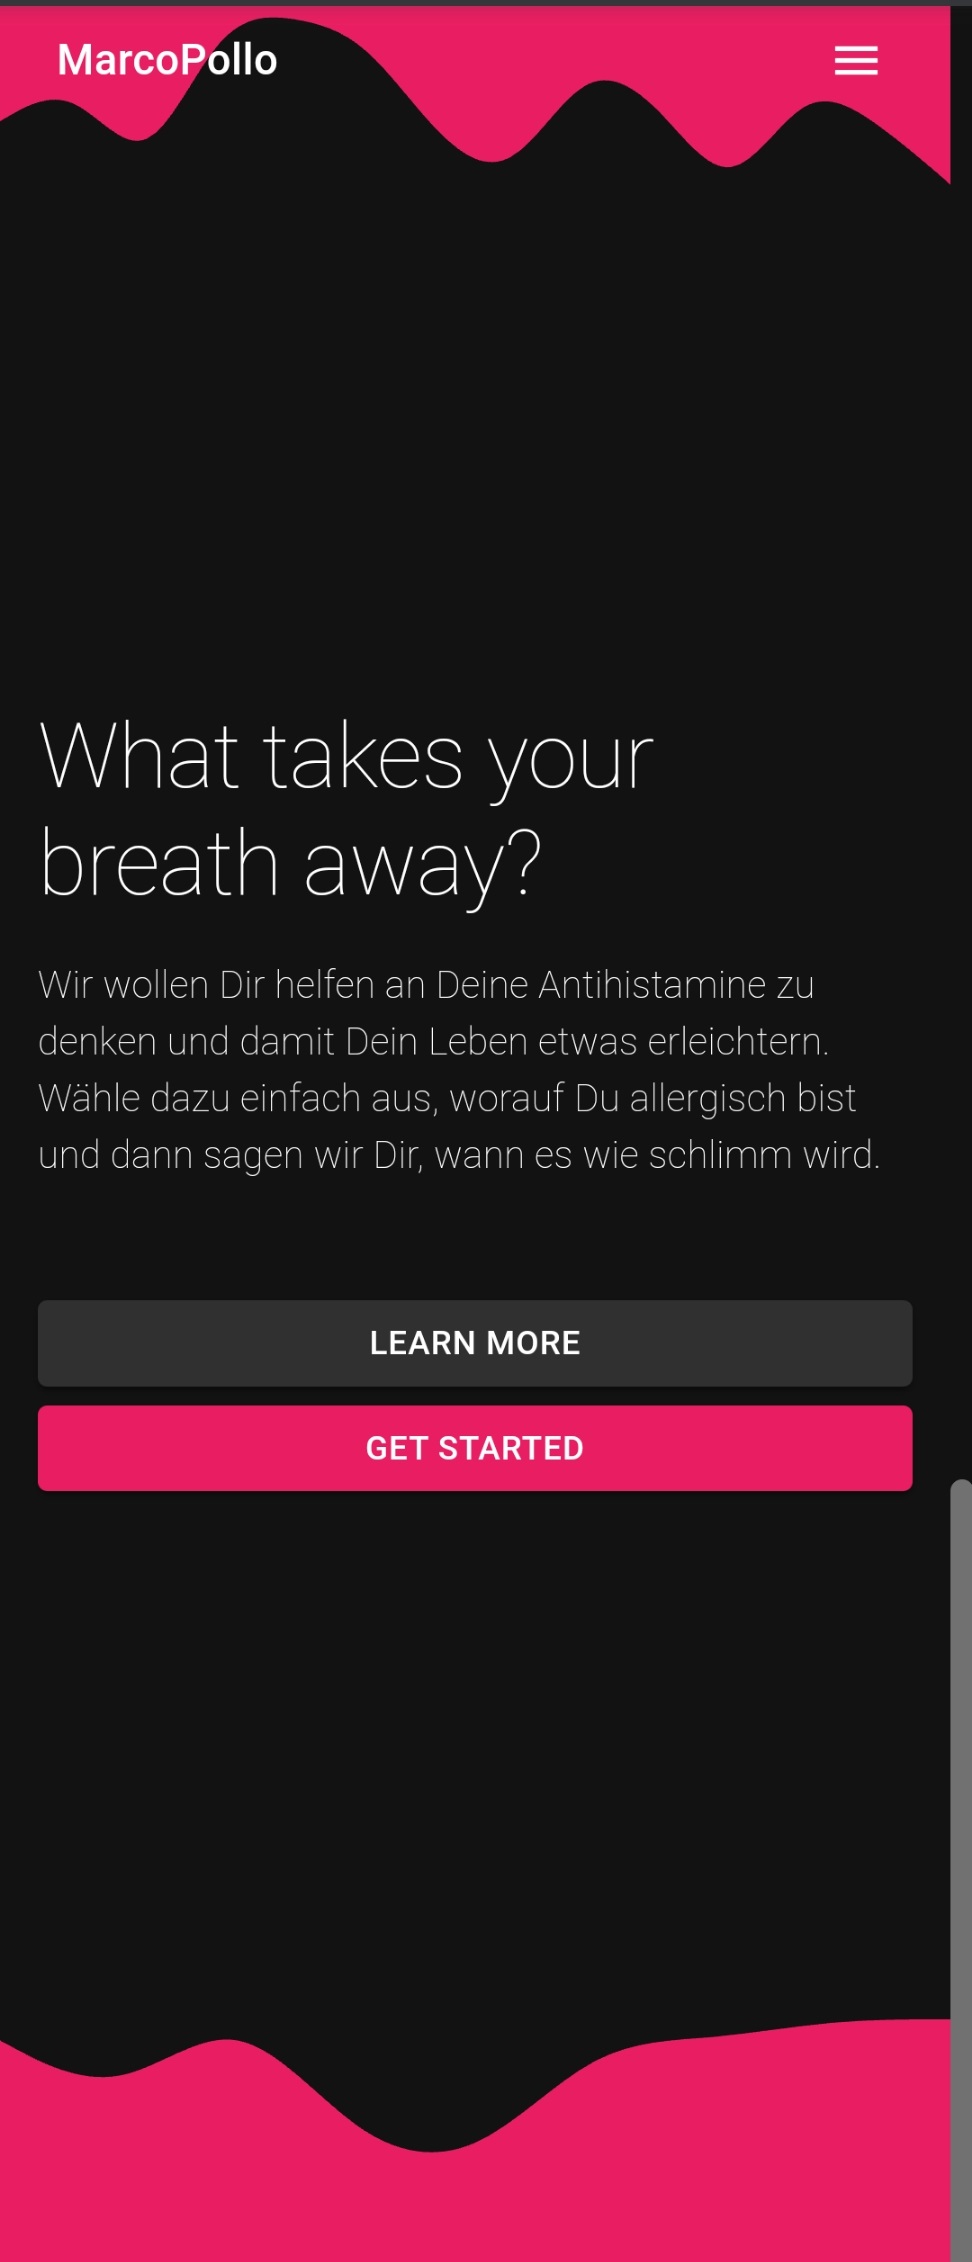 MarcoPollo
What takes your
breath away?
Wir wollen Dir helfen an Deine Antihistamine zu
denken und damit Dein Leben etwas erleichtern.
Wähle dazu einfach aus, worauf Du allergisch bist
und dann sagen wir Dir, wann es wie schlimm wird.
LEARN MORE
GET STARTED